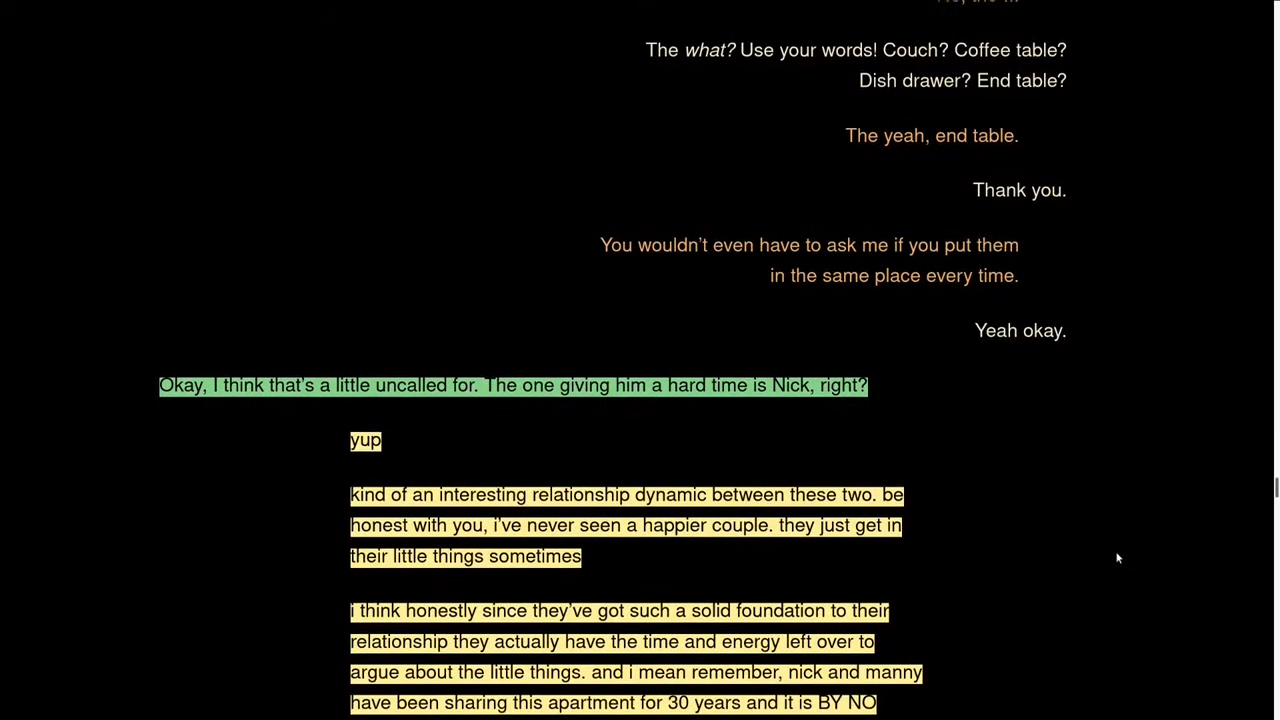 The what? Use your words! Couch? Coffee table?
Dish drawer? End table?
The yeah, end table.
Thank you.
You wouldn’t even have to ask me if you put them
in the same place every time.
Yeah okay.
Okay, I think that’s a little uncalled for. The one giving him a hard time is Nick, right?
yup
kind of an interesting relationship dynamic between these two. be
honest with you, i’ve never seen a happier couple. they just get in
their little things sometimes
i think honestly since they’ve got such a solid foundation to their
relationship they actually have the time and energy left over to
argue about the little things. and i mean remember, nick and manny
have been sharing this apartment for 30 years and it is BY NO